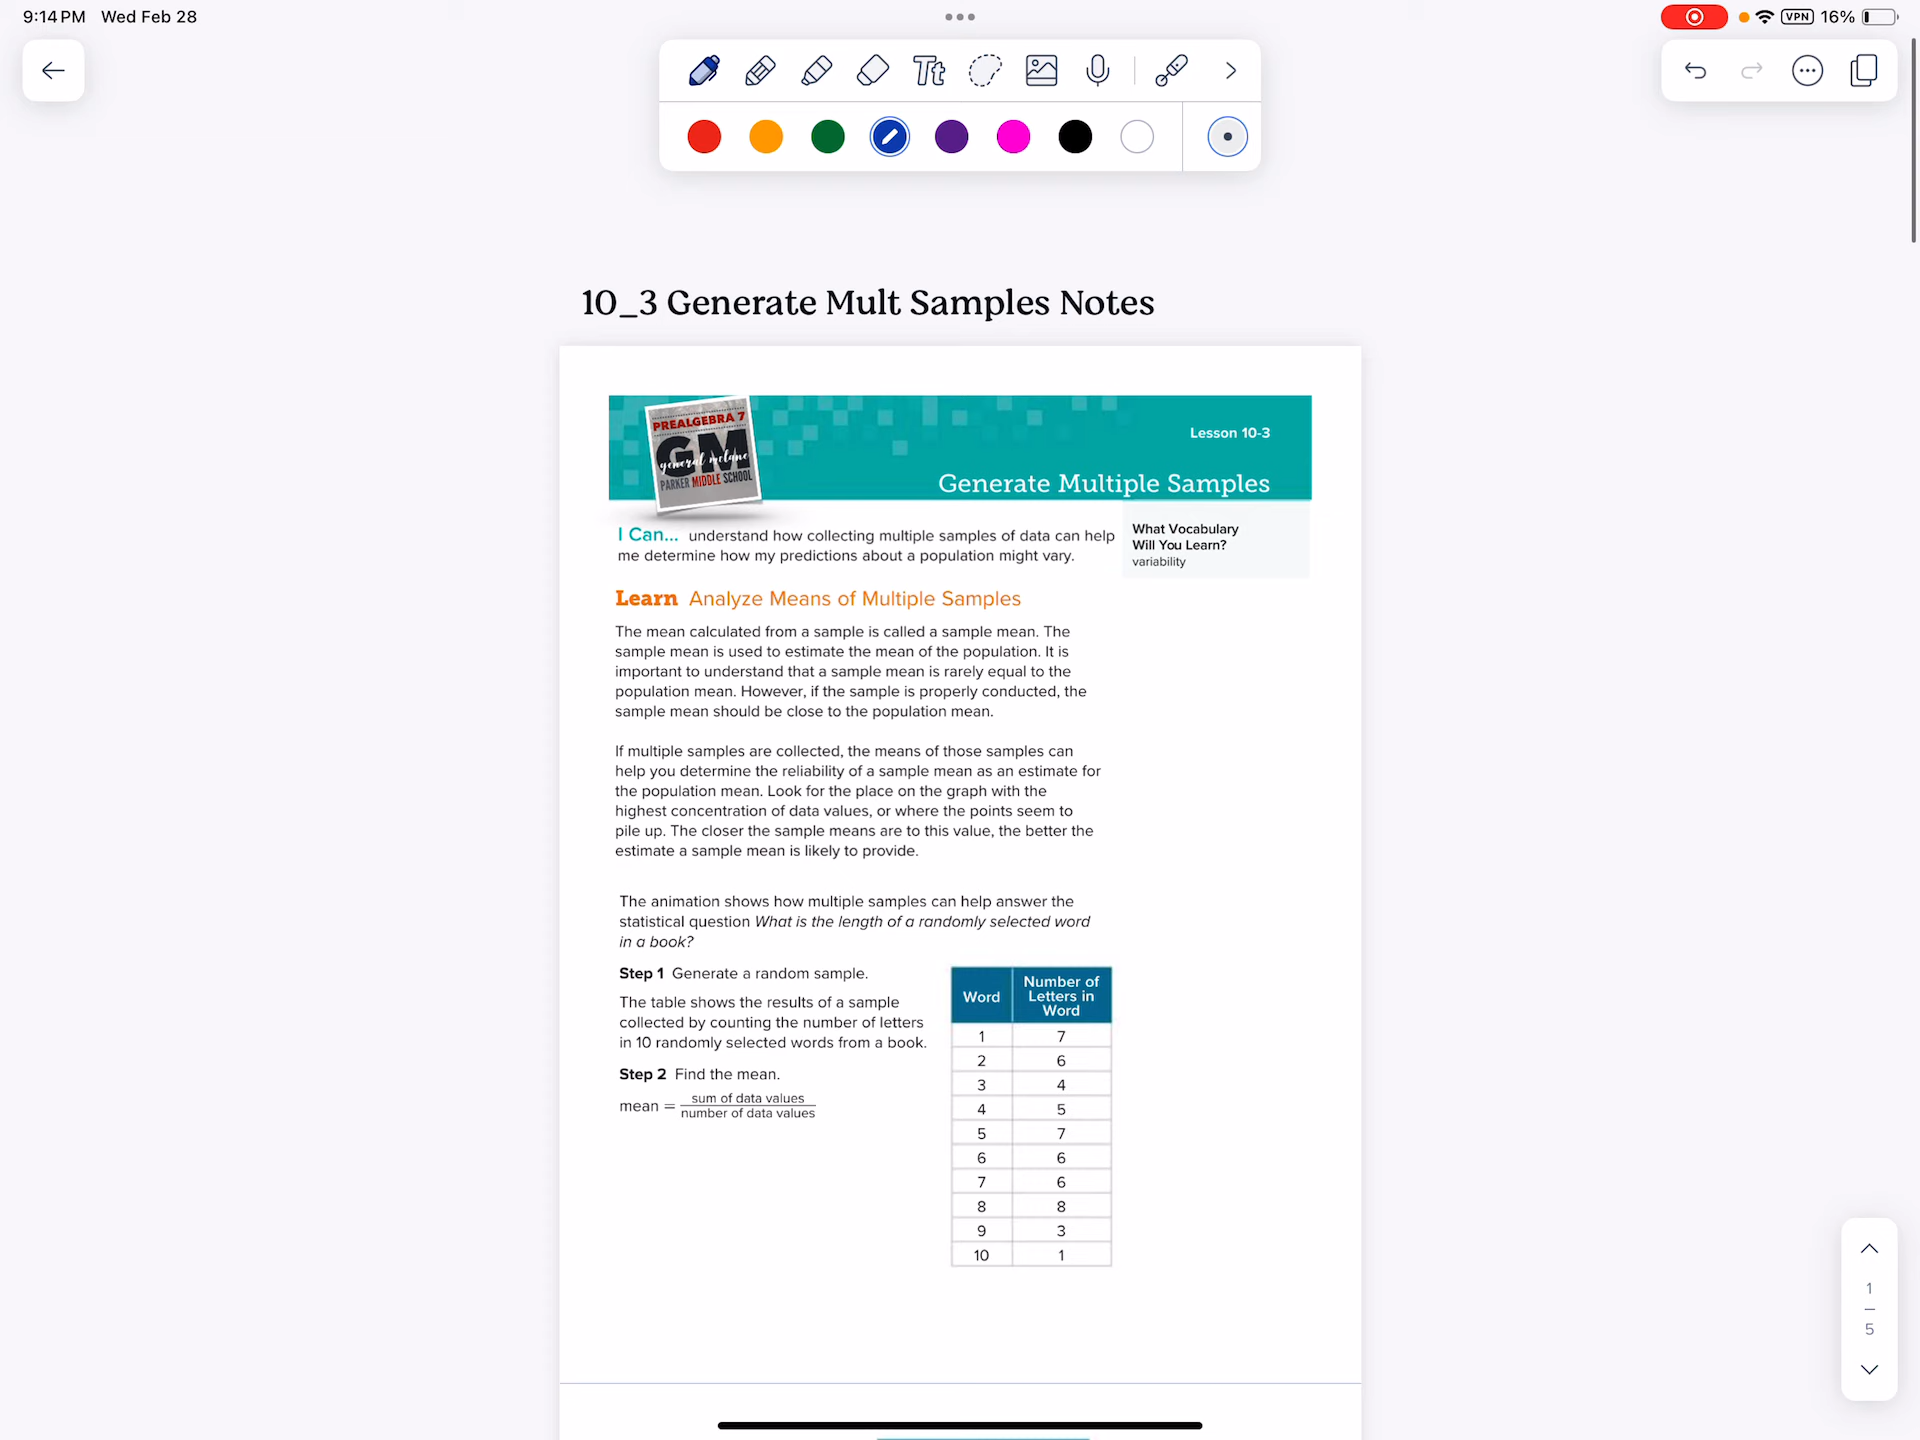 9:14 PM Wed Feb 28
VPN 16%
Tt
10_3 Generate Mult Samples Notes
PREALGEBRA 7
GM
general mclane
PARKER MIDDLE SCHOOL
Lesson 10-3
Generate Multiple Samples
I Can... understand how collecting multiple samples of data can help
me determine how my predictions about a population might vary.
What Vocabulary
Will You Learn?
variability
Learn Analyze Means of Multiple Samples
The mean calculated from a sample is called a sample mean. The
sample mean is used to estimate the mean of the population. It is
important to understand that a sample mean is rarely equal to the
population mean. However, if the sample is properly conducted, the
sample mean should be close to the population mean.
If multiple samples are collected, the means of those samples can
help you determine the reliability of a sample mean as an estimate for
the population mean. Look for the place on the graph with the
highest concentration of data values, or where the points seem to
pile up. The closer the sample means are to this value, the better the
estimate a sample mean is likely to provide.
The animation shows how multiple samples can help answer the
statistical question What is the length of a randomly selected word
in a book?
Step 1 Generate a random sample.
The table shows the results of a sample
collected by counting the number of letters
in 10 randomly selected words from a book.
Step 2 Find the mean.
mean = sum of data values
number of data values
Word Number of
Letters in
Word
1 7
2 6
3 4
4 5
5 7
6 6
7 6
8 8
9 3
10 1
1
5